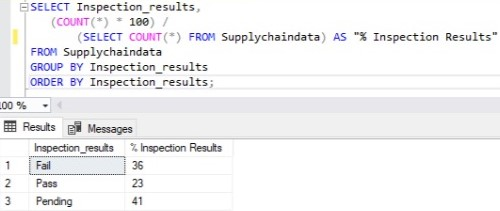 SELECT Inspection_results,
(COUNT(*) * 100) /
(SELECT COUNT(*) FROM Supplychaindata) AS "% Inspection Results"
FROM Supplychaindata
GROUP BY Inspection_results
ORDER BY Inspection_results;
00 %
Results Messages
Inspection_results % Inspection Results
1 Fail 36
2 Pass 23
3 Pending 41